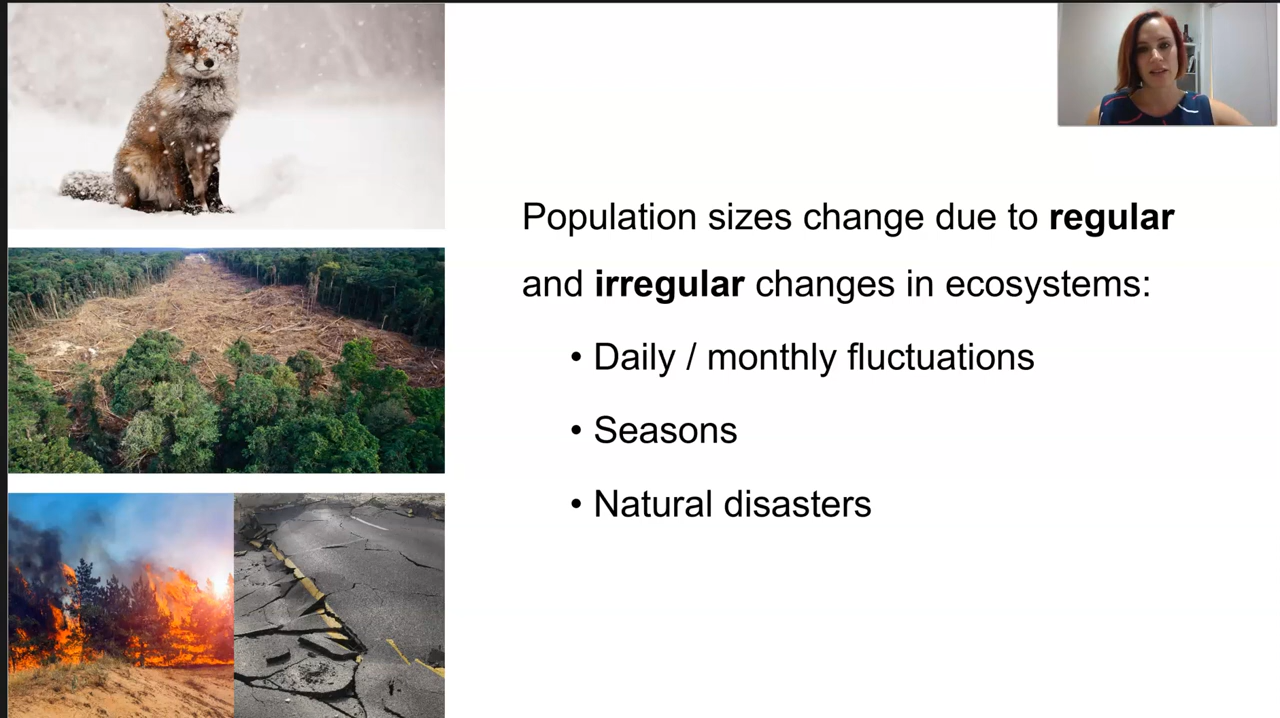 Population sizes change due to regular
and irregular changes in ecosystems:
• Daily / monthly fluctuations
• Seasons
• Natural disasters